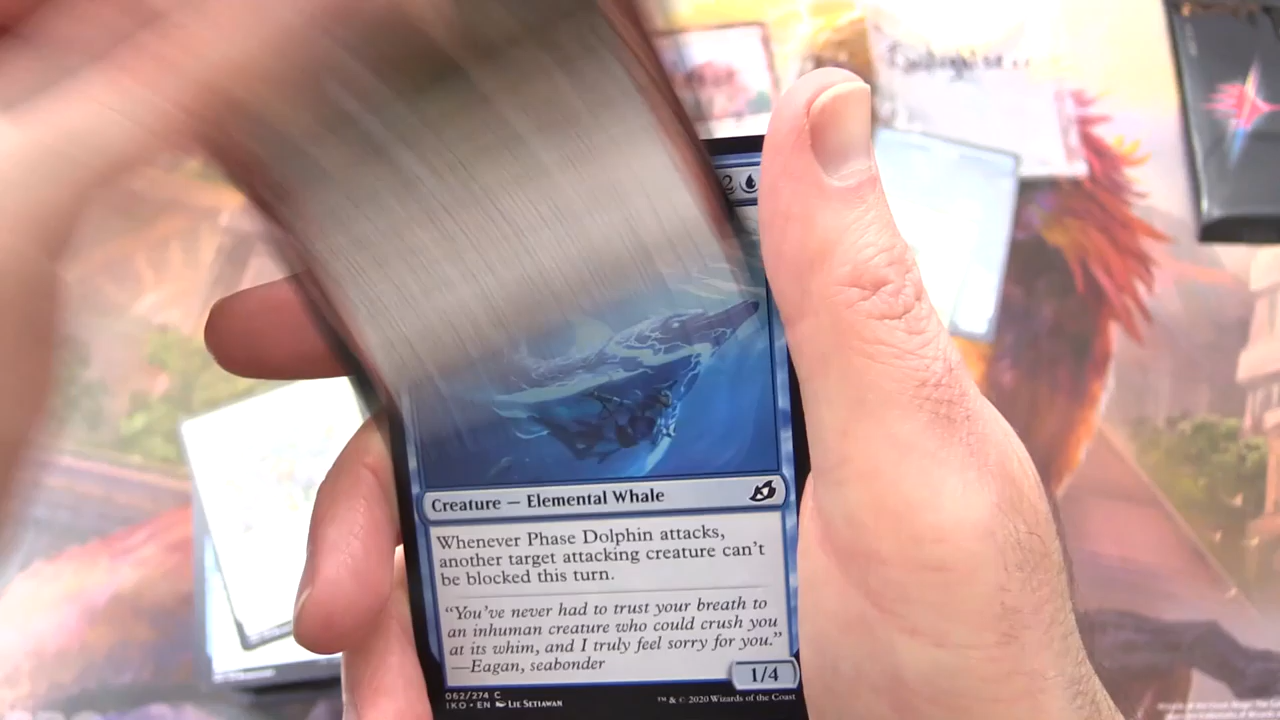 2
Creature — Elemental Whale
Whenever Phase Dolphin attacks,
another target attacking creature can't
be blocked this turn.
"You've never had to trust your breath to
an inhuman creature who could crush you
at its whim, and I truly feel sorry for you."
—Eagan, seabonder
1/4
062/274 C
IKO • EN Lie Setiawan
™ & © 2020 Wizards of the Coast